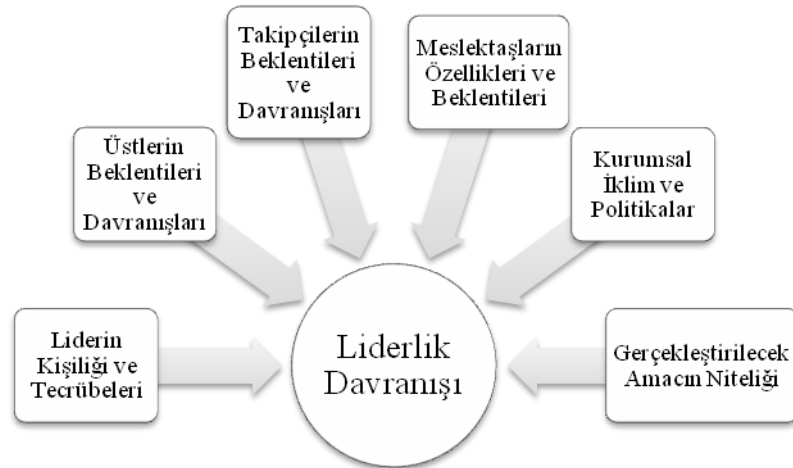 Takipçilerin
Beklentileri
ve
Davranışları
Meslektaşların
Özellikleri ve
Beklentileri
Üstlerin
Beklentileri
ve
Davranışları
Kurumsal
İklim ve
Politikalar
Liderin
Kişiliği ve
Tecrübeleri
Liderlik
Davranışı
Gerçekleştirilecek
Amacın Niteliği